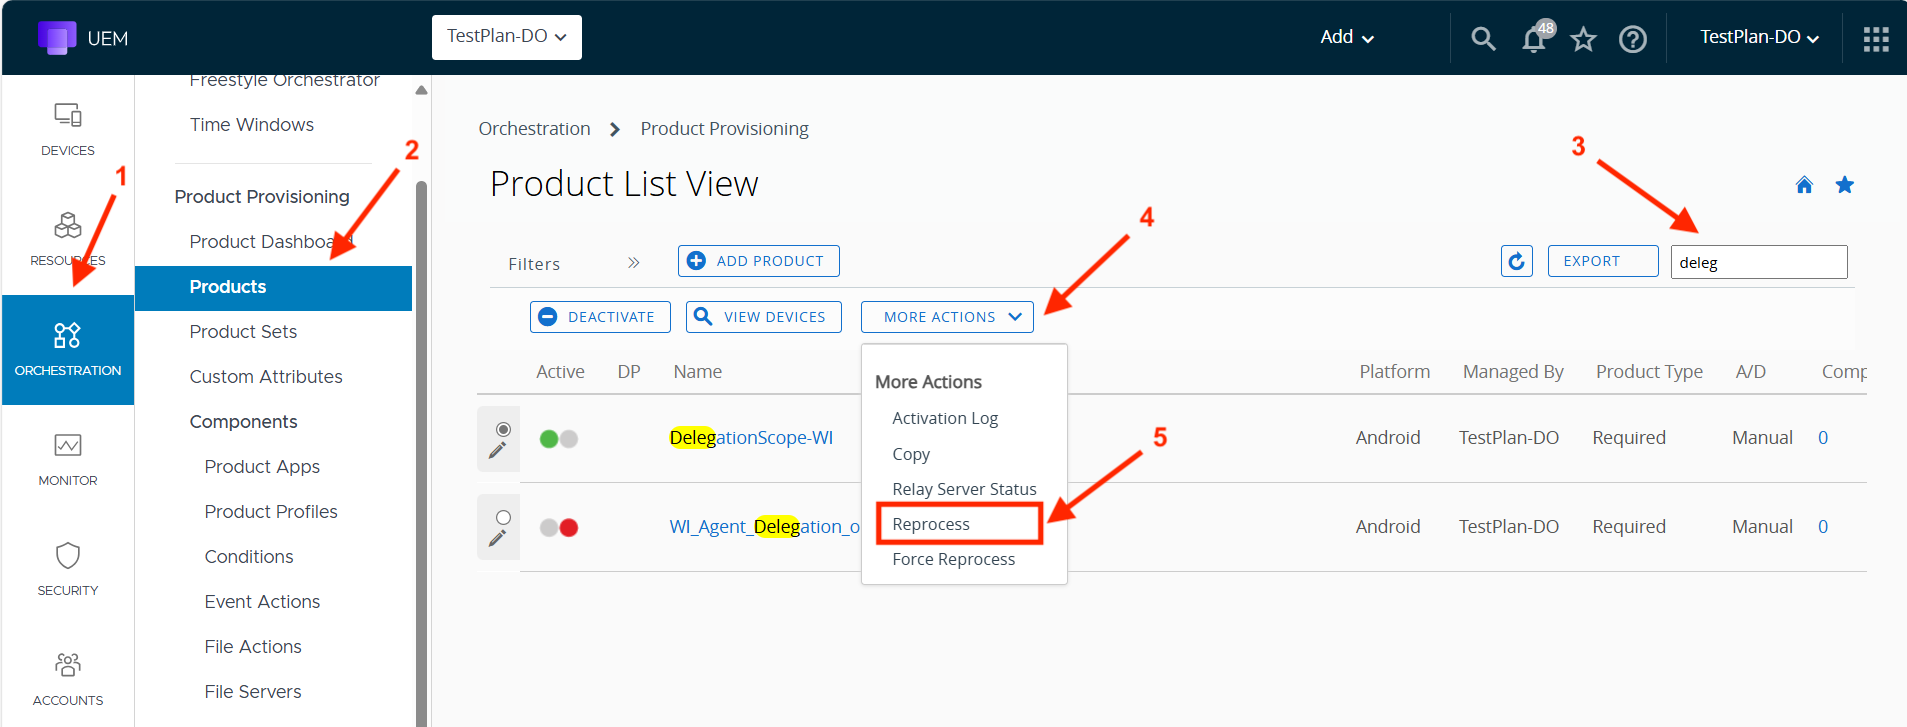 UEM
TestPlan-DO
Add
48
TestPlan-DO
DEVICES
RESOURCES
ORCHESTRATION
MONITOR
SECURITY
ACCOUNTS
Freestyle Orchestrator
Time Windows
Product Provisioning
Product Dashboard
Products
Product Sets
Custom Attributes
Components
Product Apps
Product Profiles
Conditions
Event Actions
File Actions
File Servers
1
2
3
4
5
Orchestration > Product Provisioning
Product List View
Filters >> ADD PRODUCT EXPORT deleg
DEACTIVATE VIEW DEVICES MORE ACTIONS
Active DP Name Platform Managed By Product Type A/D Comp
DelegationScope-WI Android TestPlan-DO Required Manual 0
WI_Agent_Delegation_o Android TestPlan-DO Required Manual 0
More Actions
Activation Log
Copy
Relay Server Status
Reprocess
Force Reprocess